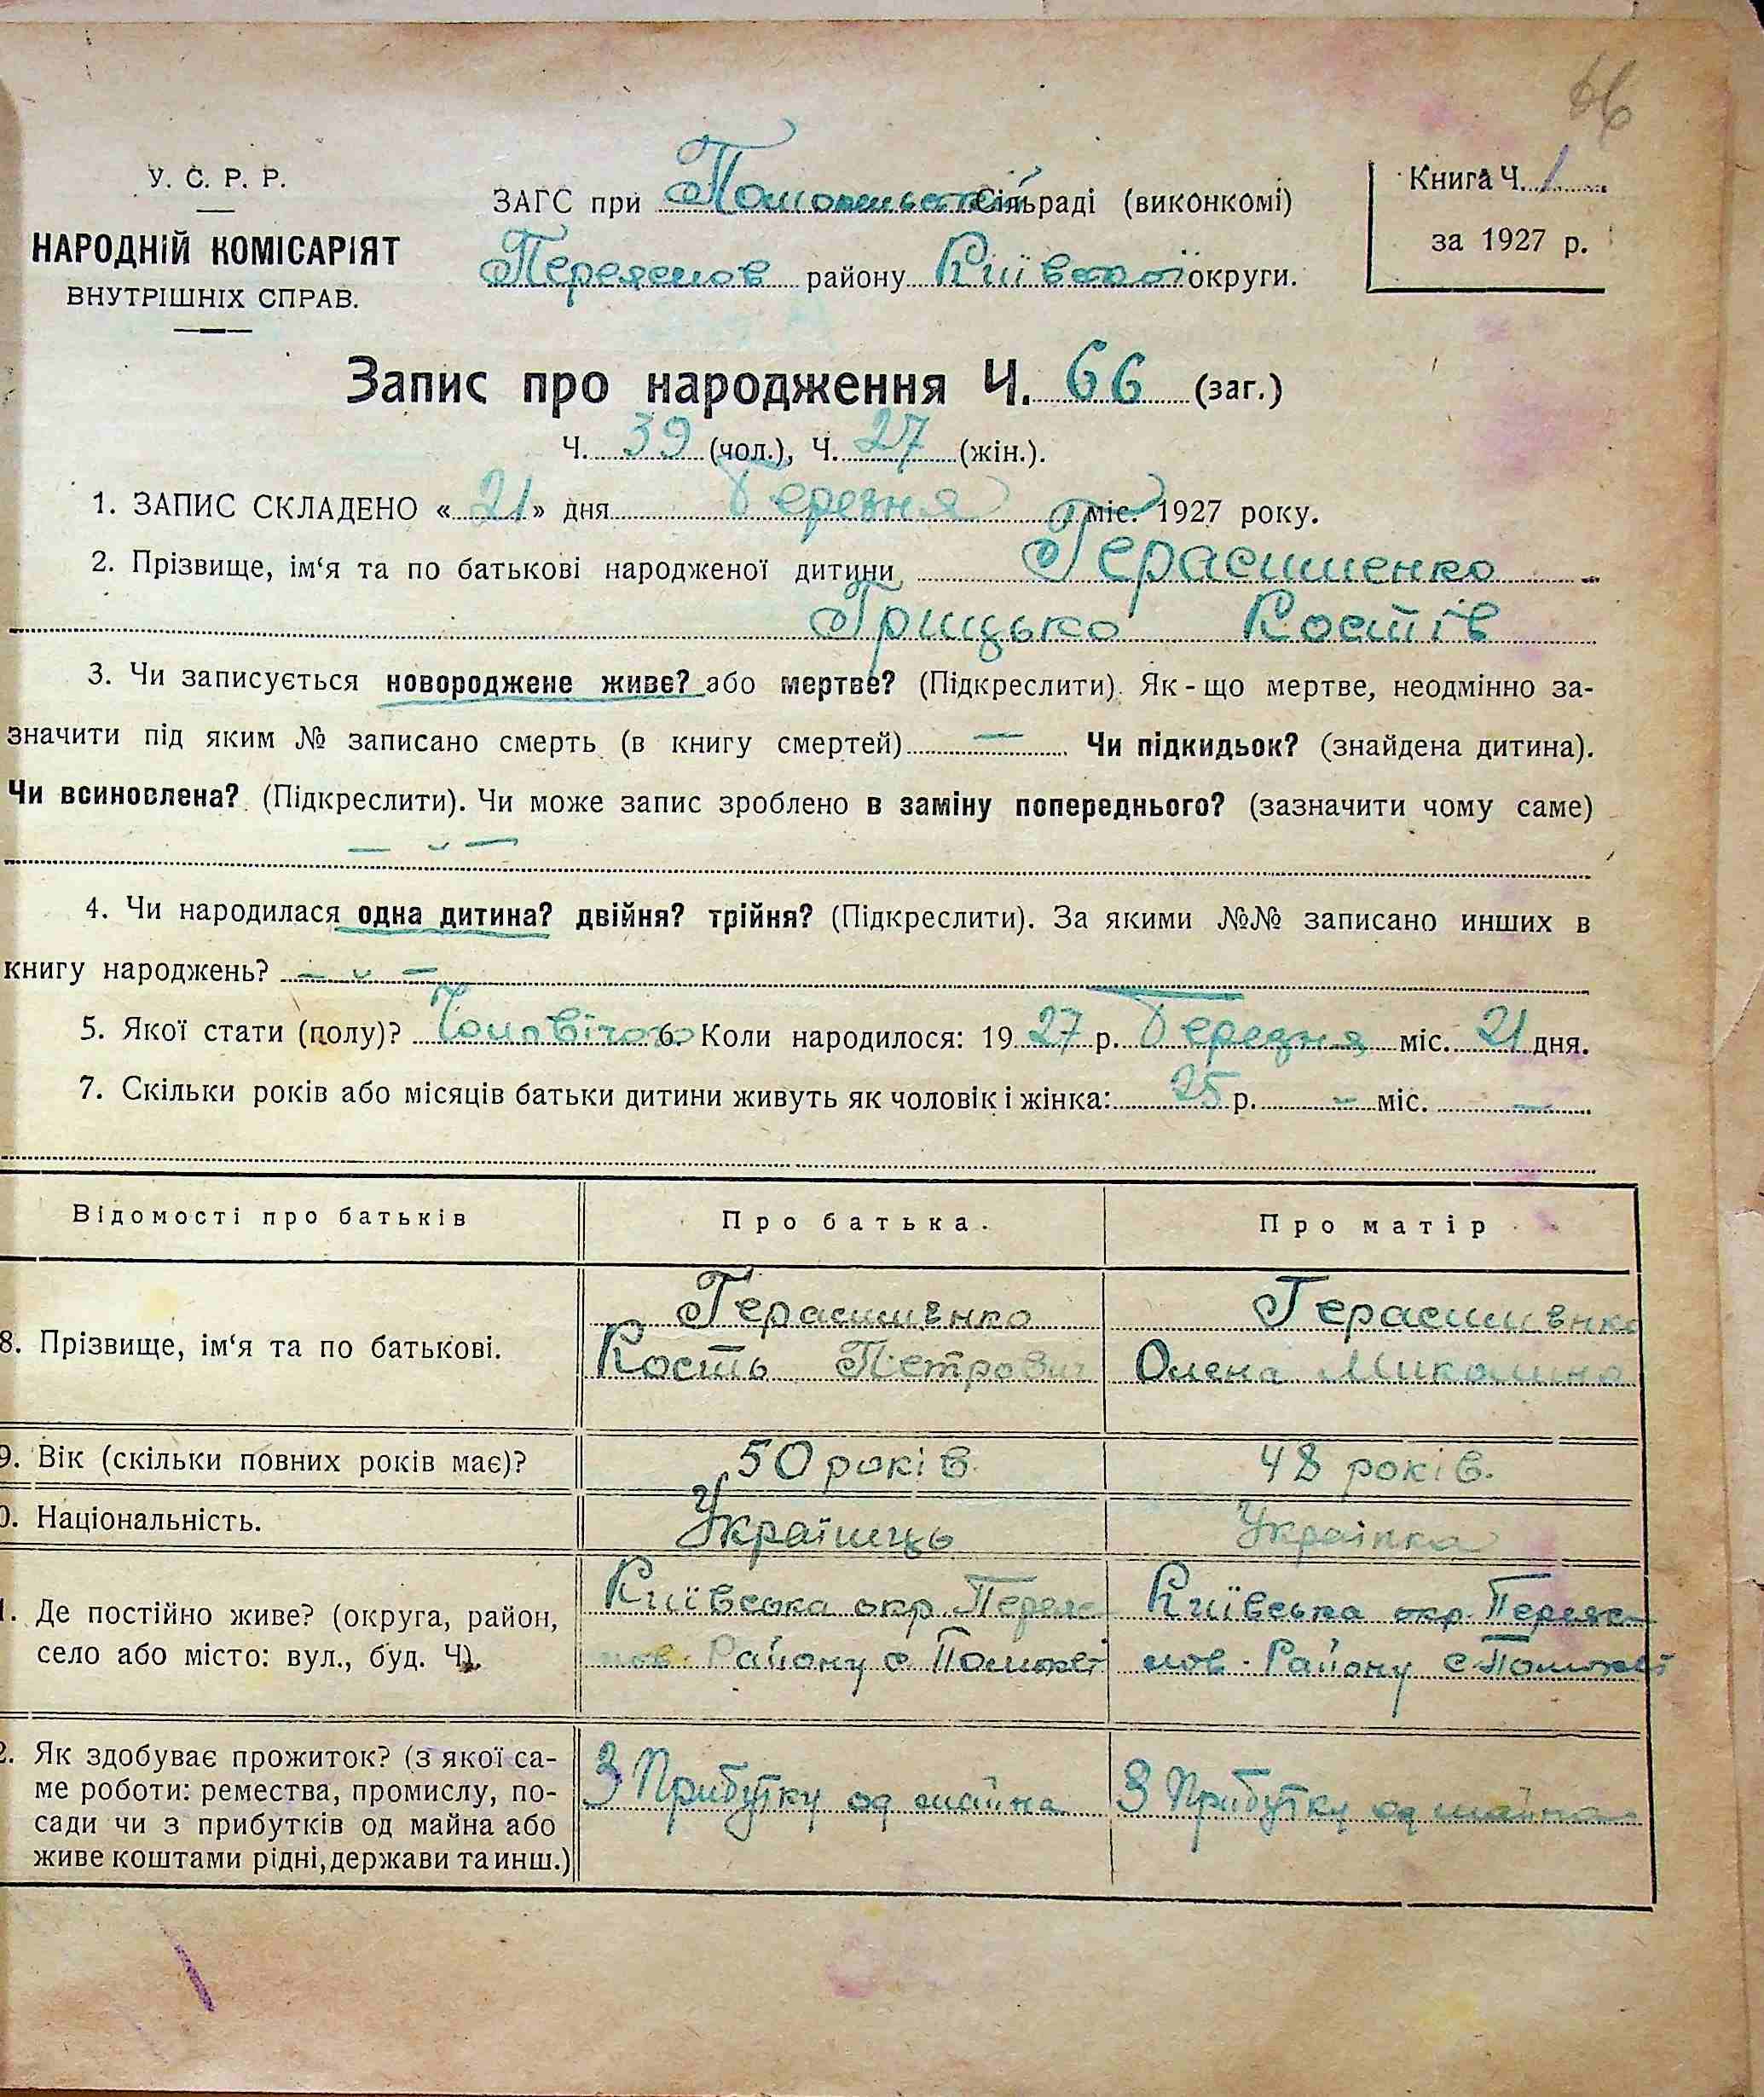 66
У. С. Р. Р.
НАРОДНІЙ КОМІСАРІЯТ
ВНУТРІШНІХ СПРАВ.
ЗАГС при Сільраді (виконкомі)
Переяслов району Київської округи.
Книга Ч. 1
за 1927 р.
Запис про народження Ч. 66 (заг.)
Ч. 39 (чол.), Ч. 27 (жін.).
1. ЗАПИС СКЛАДЕНО « 21 » дня Березня міс. 1927 року.
2. Прізвище, ім‘я та по батькові народженої дитини Герасименко
Грицько Костів
3. Чи записується новороджене живе? або мертве? (Підкреслити). Як-що мертве, неодмінно за-
значити під яким № записано смерть (в книгу смертей) — Чи підкидьок? (знайдена дитина).
Чи всиновлена? (Підкреслити). Чи може запис зроблено в заміну попереднього? (зазначити чому саме)
4. Чи народилася одна дитина? двійня? трійня? (Підкреслити). За якими №№ записано инших в
книгу народжень?
5. Якої стати (полу)? Чоловічого 6. Коли народилося: 1927 р. Березня міс. 21 дня.
7. Скільки років або місяців батьки дитини живуть як чоловік і жінка: 25 р. – міс. —
Відомості про батьків Про батька. Про матір
8. Прізвище, ім‘я та по батькові. Герасименко Герасименко
Кость Петрович Олена Миколина
9. Вік (скільки повних років має)? 50 років. 48 років.
0. Національність. Українець Українка
1. Де постійно живе? (округа, район, Київська окр. Переяс Київська окр. Переяс
село або місто: вул., буд. Ч). лов. Району с. лов. Району с.
2. Як здобуває прожиток? (з якої са-
ме роботи: ремества, промислу, по- З Прибутку од майна З Прибутку од майна
сади чи з прибутків од майна або
живе коштами рідні, держави та инш.)